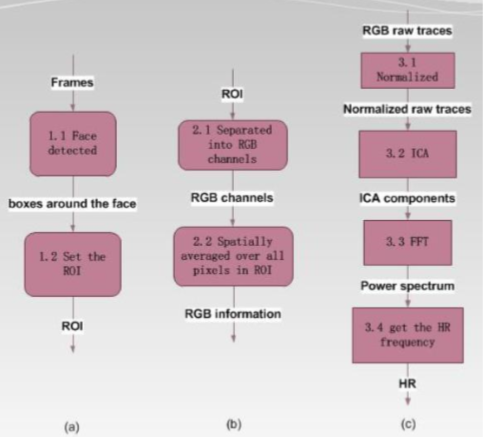 Frames
1.1 Face
detected
boxes around the face
1.2 Set the
ROI
ROI
(a)
ROI
2.1 Separated
into RGB
channels
RGB channels
2.2 Spatially
averaged over all
pixels in ROI
RGB information
(b)
RGB raw traces
3.1
Normalized
Normalized raw traces
3.2 ICA
ICA components
3.3 FFT
Power spectrum
3.4 get the HR
frequency
HR
(c)